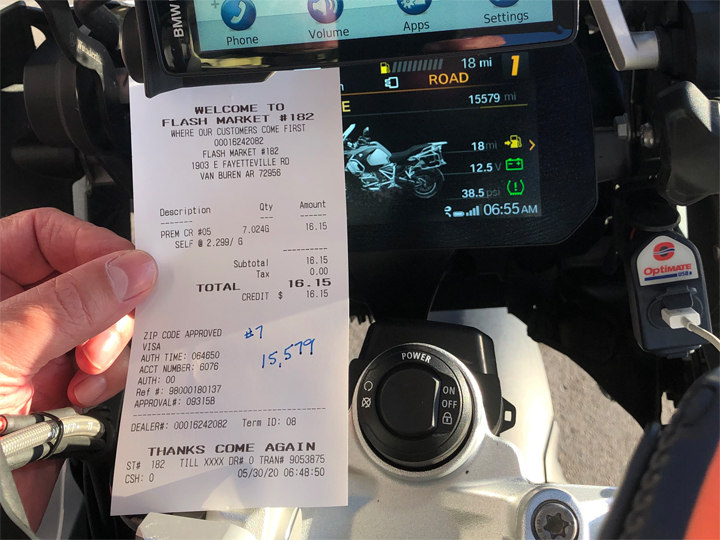 BMW
Phone
Volume
Apps
Settings
18 mi
ROAD
1
15579 mi
18 mi
12.5 V
38.5 psi
06:55 AM
WELCOME TO
FLASH MARKET #182
WHERE OUR CUSTOMERS COME FIRST
00016242082
FLASH MARKET #182
1903 E FAYETTEVILLE RD
VAN BUREN AR 72956
Description Qty Amount
PREM CR #05 7.024G 16.15
SELF @ 2.299/ G
Subtotal 16.15
Tax 0.00
TOTAL 16.15
CREDIT $ 16.15
ZIP CODE APPROVED #7
VISA
15,579
AUTH TIME: 064650
ACCT NUMBER: 6076
AUTH: 00
Ref #: 98000180137
APPROVAL#: 09315B
DEALER#: 00016242082 Term ID: 08
THANKS COME AGAIN
ST# 182 TILL XXXX DR# 0 TRAN# 9053875
CSH: 0 05/30/20 06:48:50
OptiMATE
USB
POWER
ON
OFF